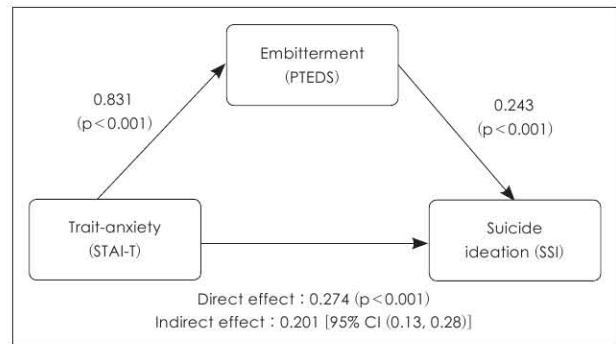 Embitterment
(PTEDS)
0.831
(p<0.001)
0.243
(p<0.001)
Trait-anxiety
(STAI-T)
Suicide
ideation (SSI)
Direct effect : 0.274 (p<0.001)
Indirect effect : 0.201 [95% CI (0.13, 0.28)]